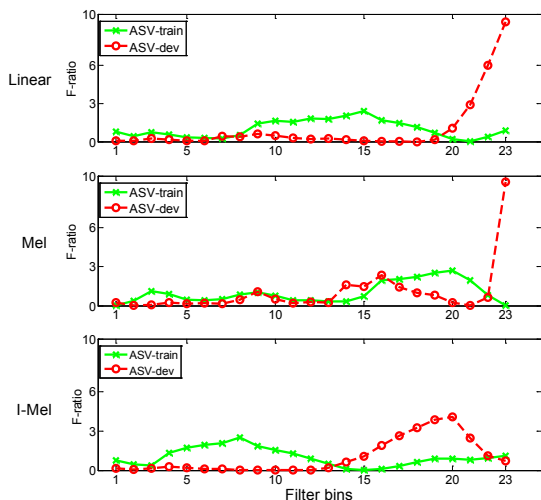 Linear
F-ratio
10
6
3
0
ASV-train
ASV-dev
1 5 10 15 20 23
Mel
F-ratio
10
6
3
0
ASV-train
ASV-dev
1 5 10 15 20 23
I-Mel
F-ratio
10
6
3
0
ASV-train
ASV-dev
1 5 10 15 20 23
Filter bins